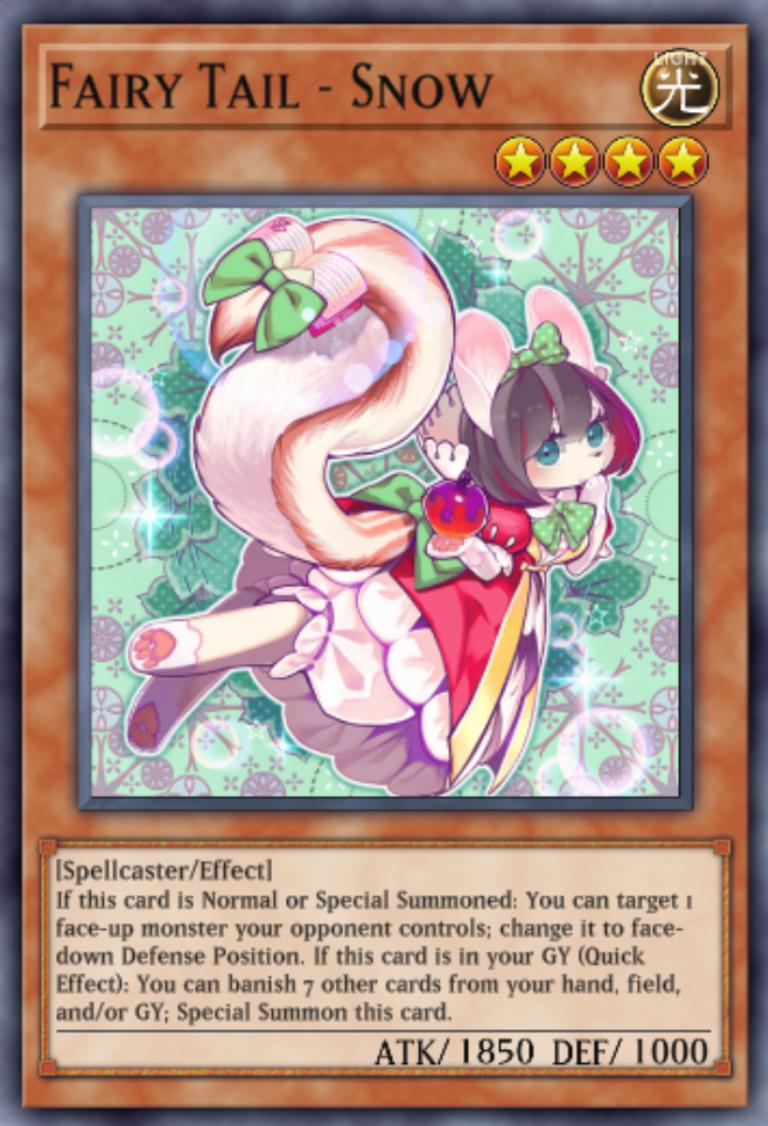 FAIRY TAIL - SNOW
LIGHT
光
[Spellcaster/Effect]
If this card is Normal or Special Summoned: You can target 1
face-up monster your opponent controls; change it to face-
down Defense Position. If this card is in your GY (Quick
Effect): You can banish 7 other cards from your hand, field,
and/or GY; Special Summon this card.
ATK/ 1850 DEF/ 1000